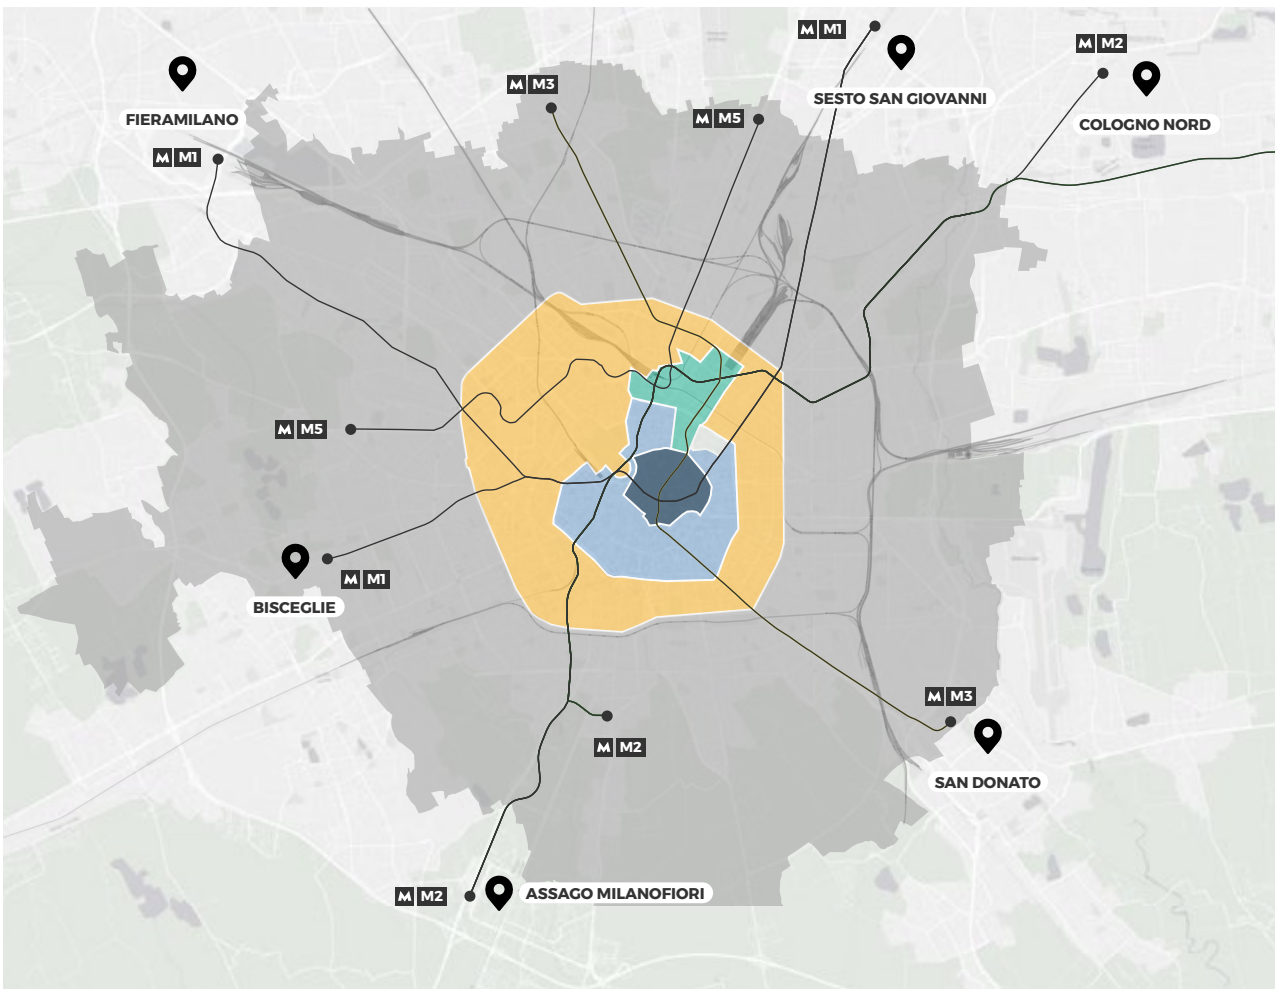 M M1
SESTO SAN GIOVANNI
M M2
COLOGNO NORD
FIERAMILANO
M M1
M M3
M M5
M M5
BISCEGLIE
M M1
M M3
SAN DONATO
M M2
M M2
ASSAGO MILANOFIORI